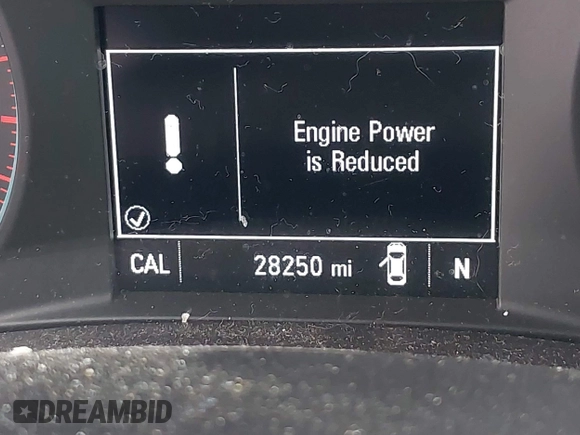 Engine Power
is Reduced
CAL 28250 mi N
DREAMBID